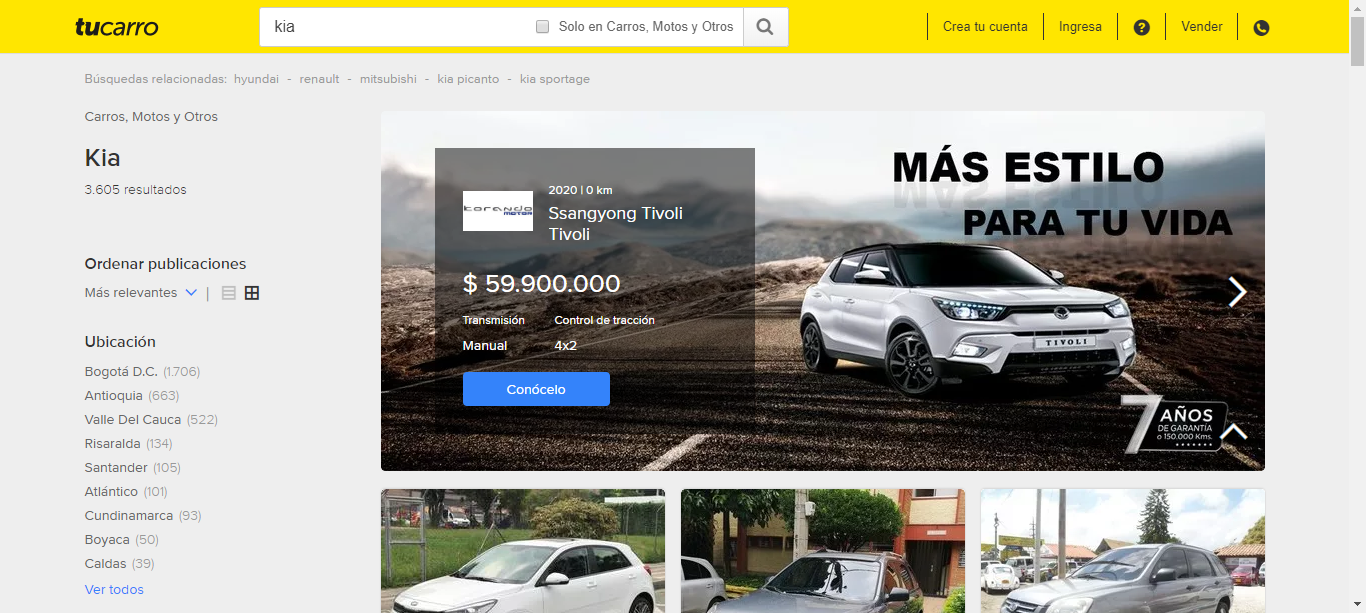 tucarro
kia
Solo en Carros, Motos y Otros
Crea tu cuenta
Ingresa
?
Vender
Búsquedas relacionadas: hyundai - renault - mitsubishi - kia picanto - kia sportage
Carros, Motos y Otros
Kia
3.605 resultados
Ordenar publicaciones
Más relevantes |
Ubicación
Bogotá D.C. (1.706)
Antioquia (663)
Valle Del Cauca (522)
Risaralda (134)
Santander (105)
Atlántico (101)
Cundinamarca (93)
Boyaca (50)
Caldas (39)
Ver todos
MÁS ESTILO
PARA TU VIDA
2020 | 0 km
Ssangyong Tivoli
Tivoli
$ 59.900.000
Transmisión
Control de tracción
Manual
4x2
Conócelo
TIVOLI
7 AÑOS
DE GARANTÍA
o 150.000 Kms.